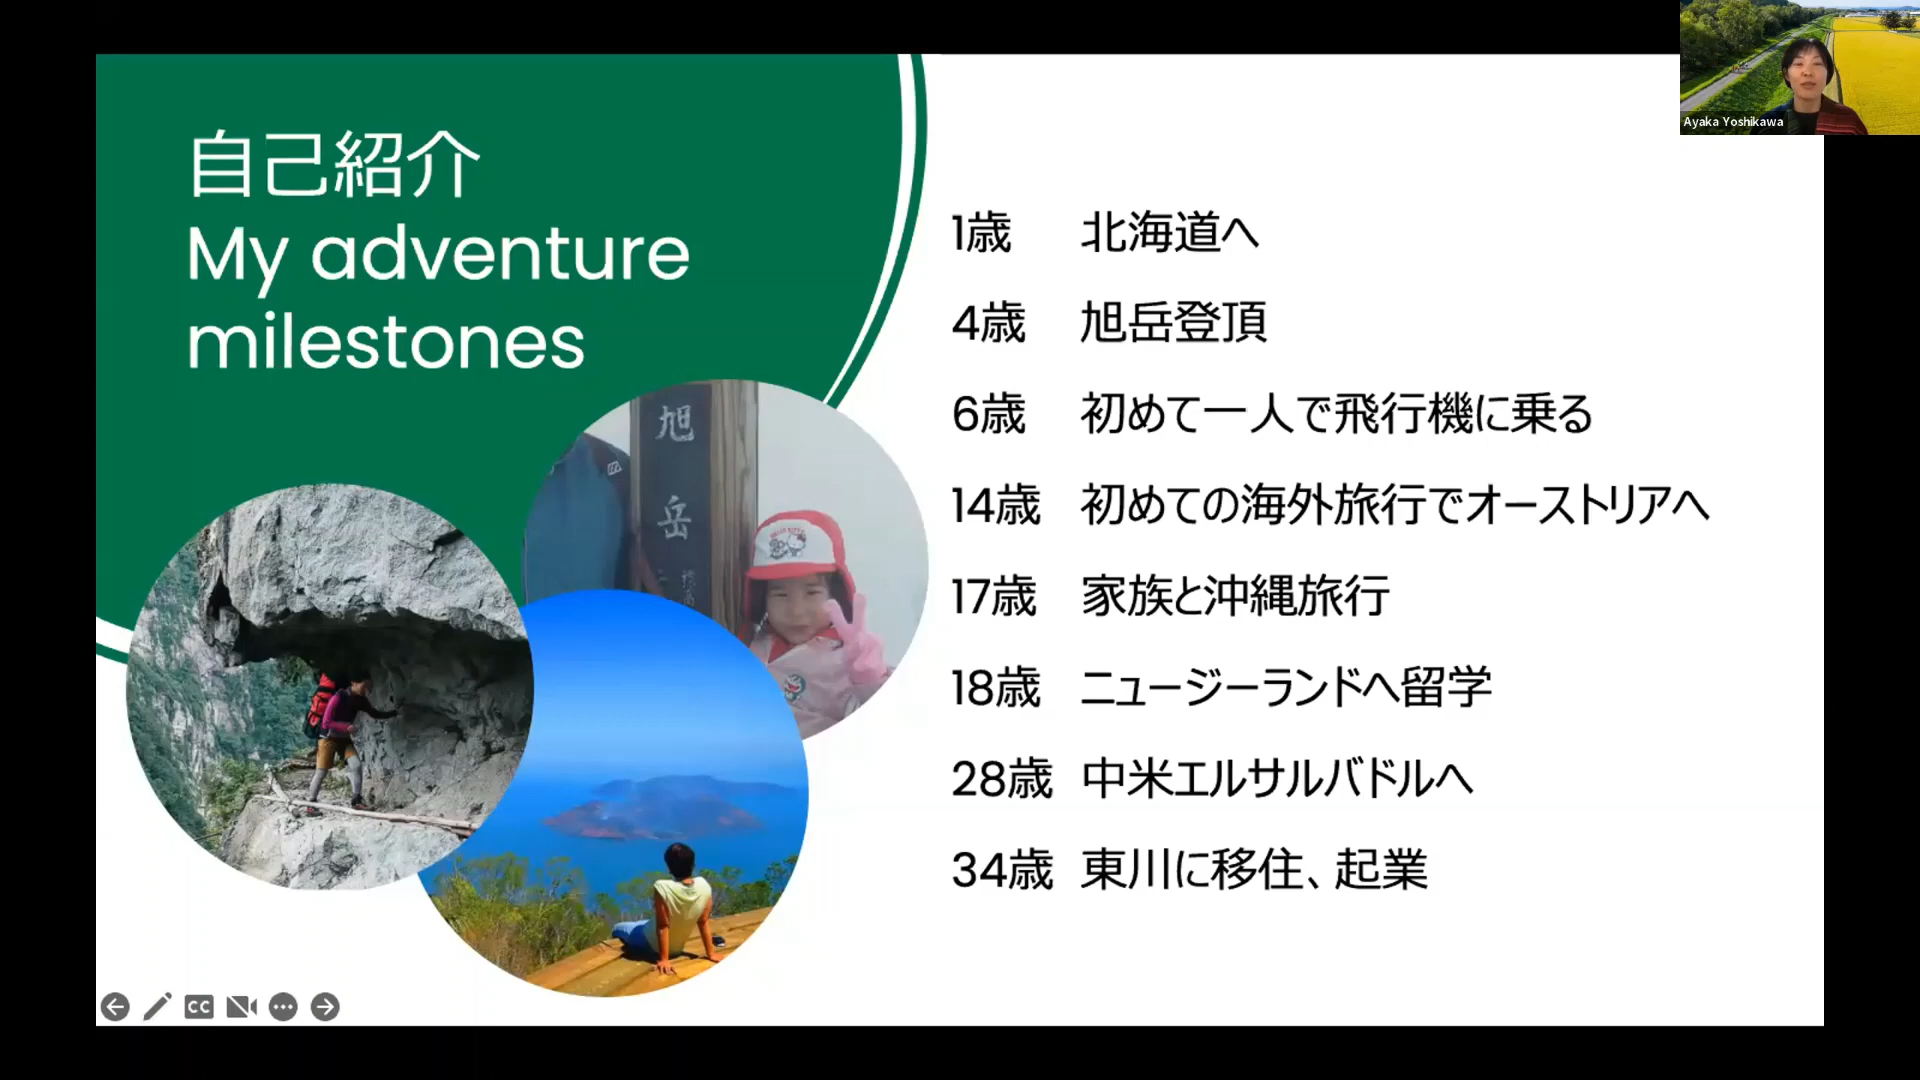 自己紹介
My adventure
milestones
1歳 北海道へ
4歳 旭岳登頂
6歳 初めて一人で飛行機に乗る
14歳 初めての海外旅行でオーストリアへ
17歳 家族と沖縄旅行
18歳 ニュージーランドへ留学
28歳 中米エルサルバドルへ
34歳 東川に移住、起業
旭岳
Ayaka Yoshikawa
CC